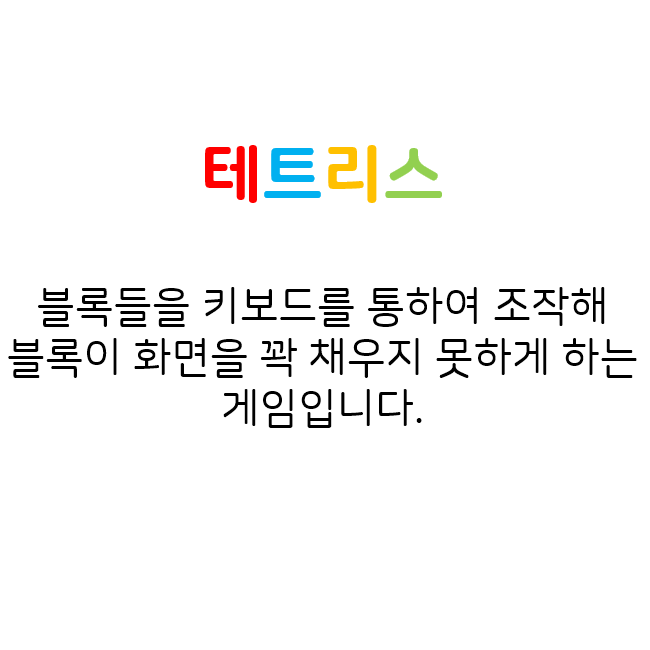 테트리스
블록들을 키보드를 통하여 조작해
블록이 화면을 꽉 채우지 못하게 하는
게임입니다.